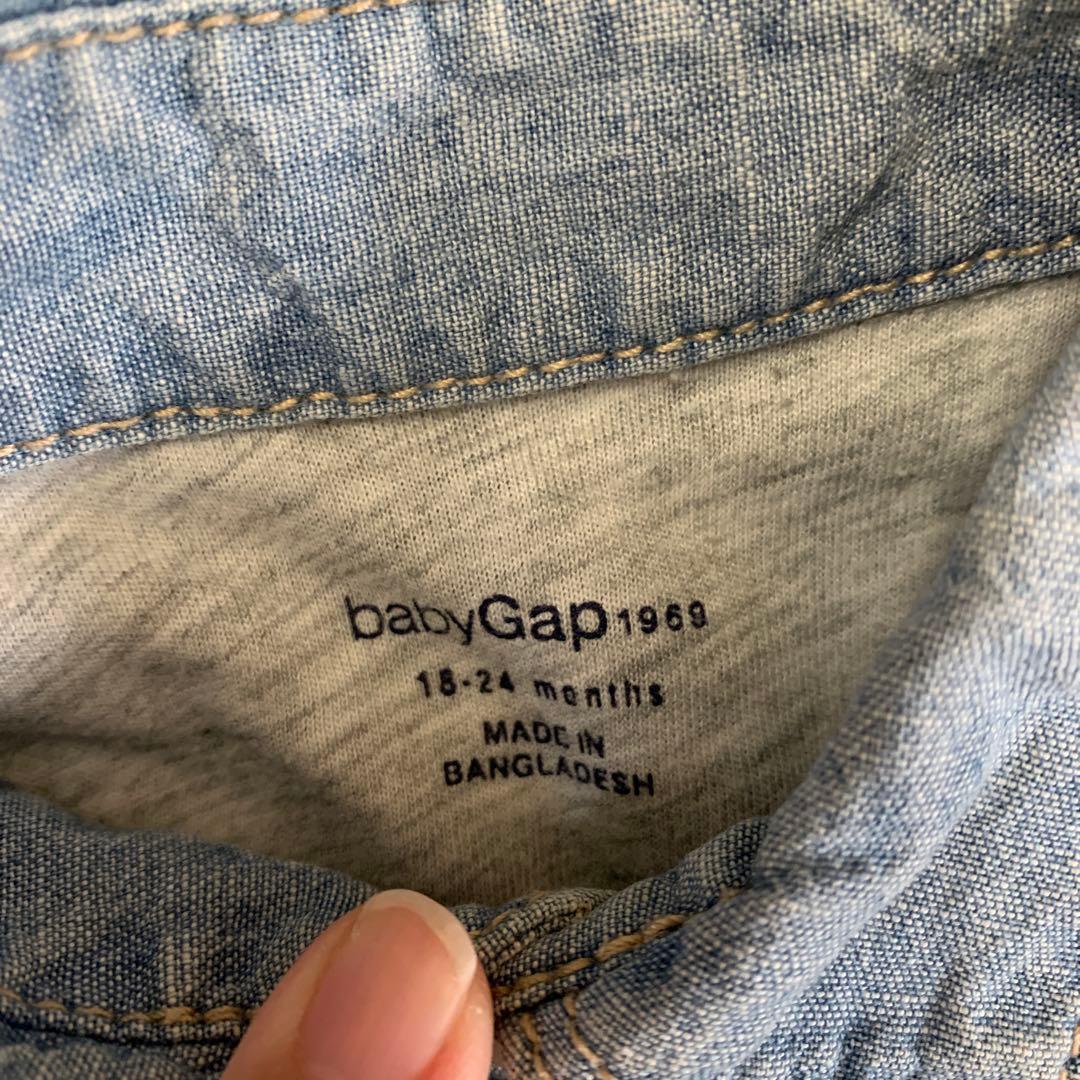 babyGap 1969
18-24 months
MADE IN
BANGLADESH